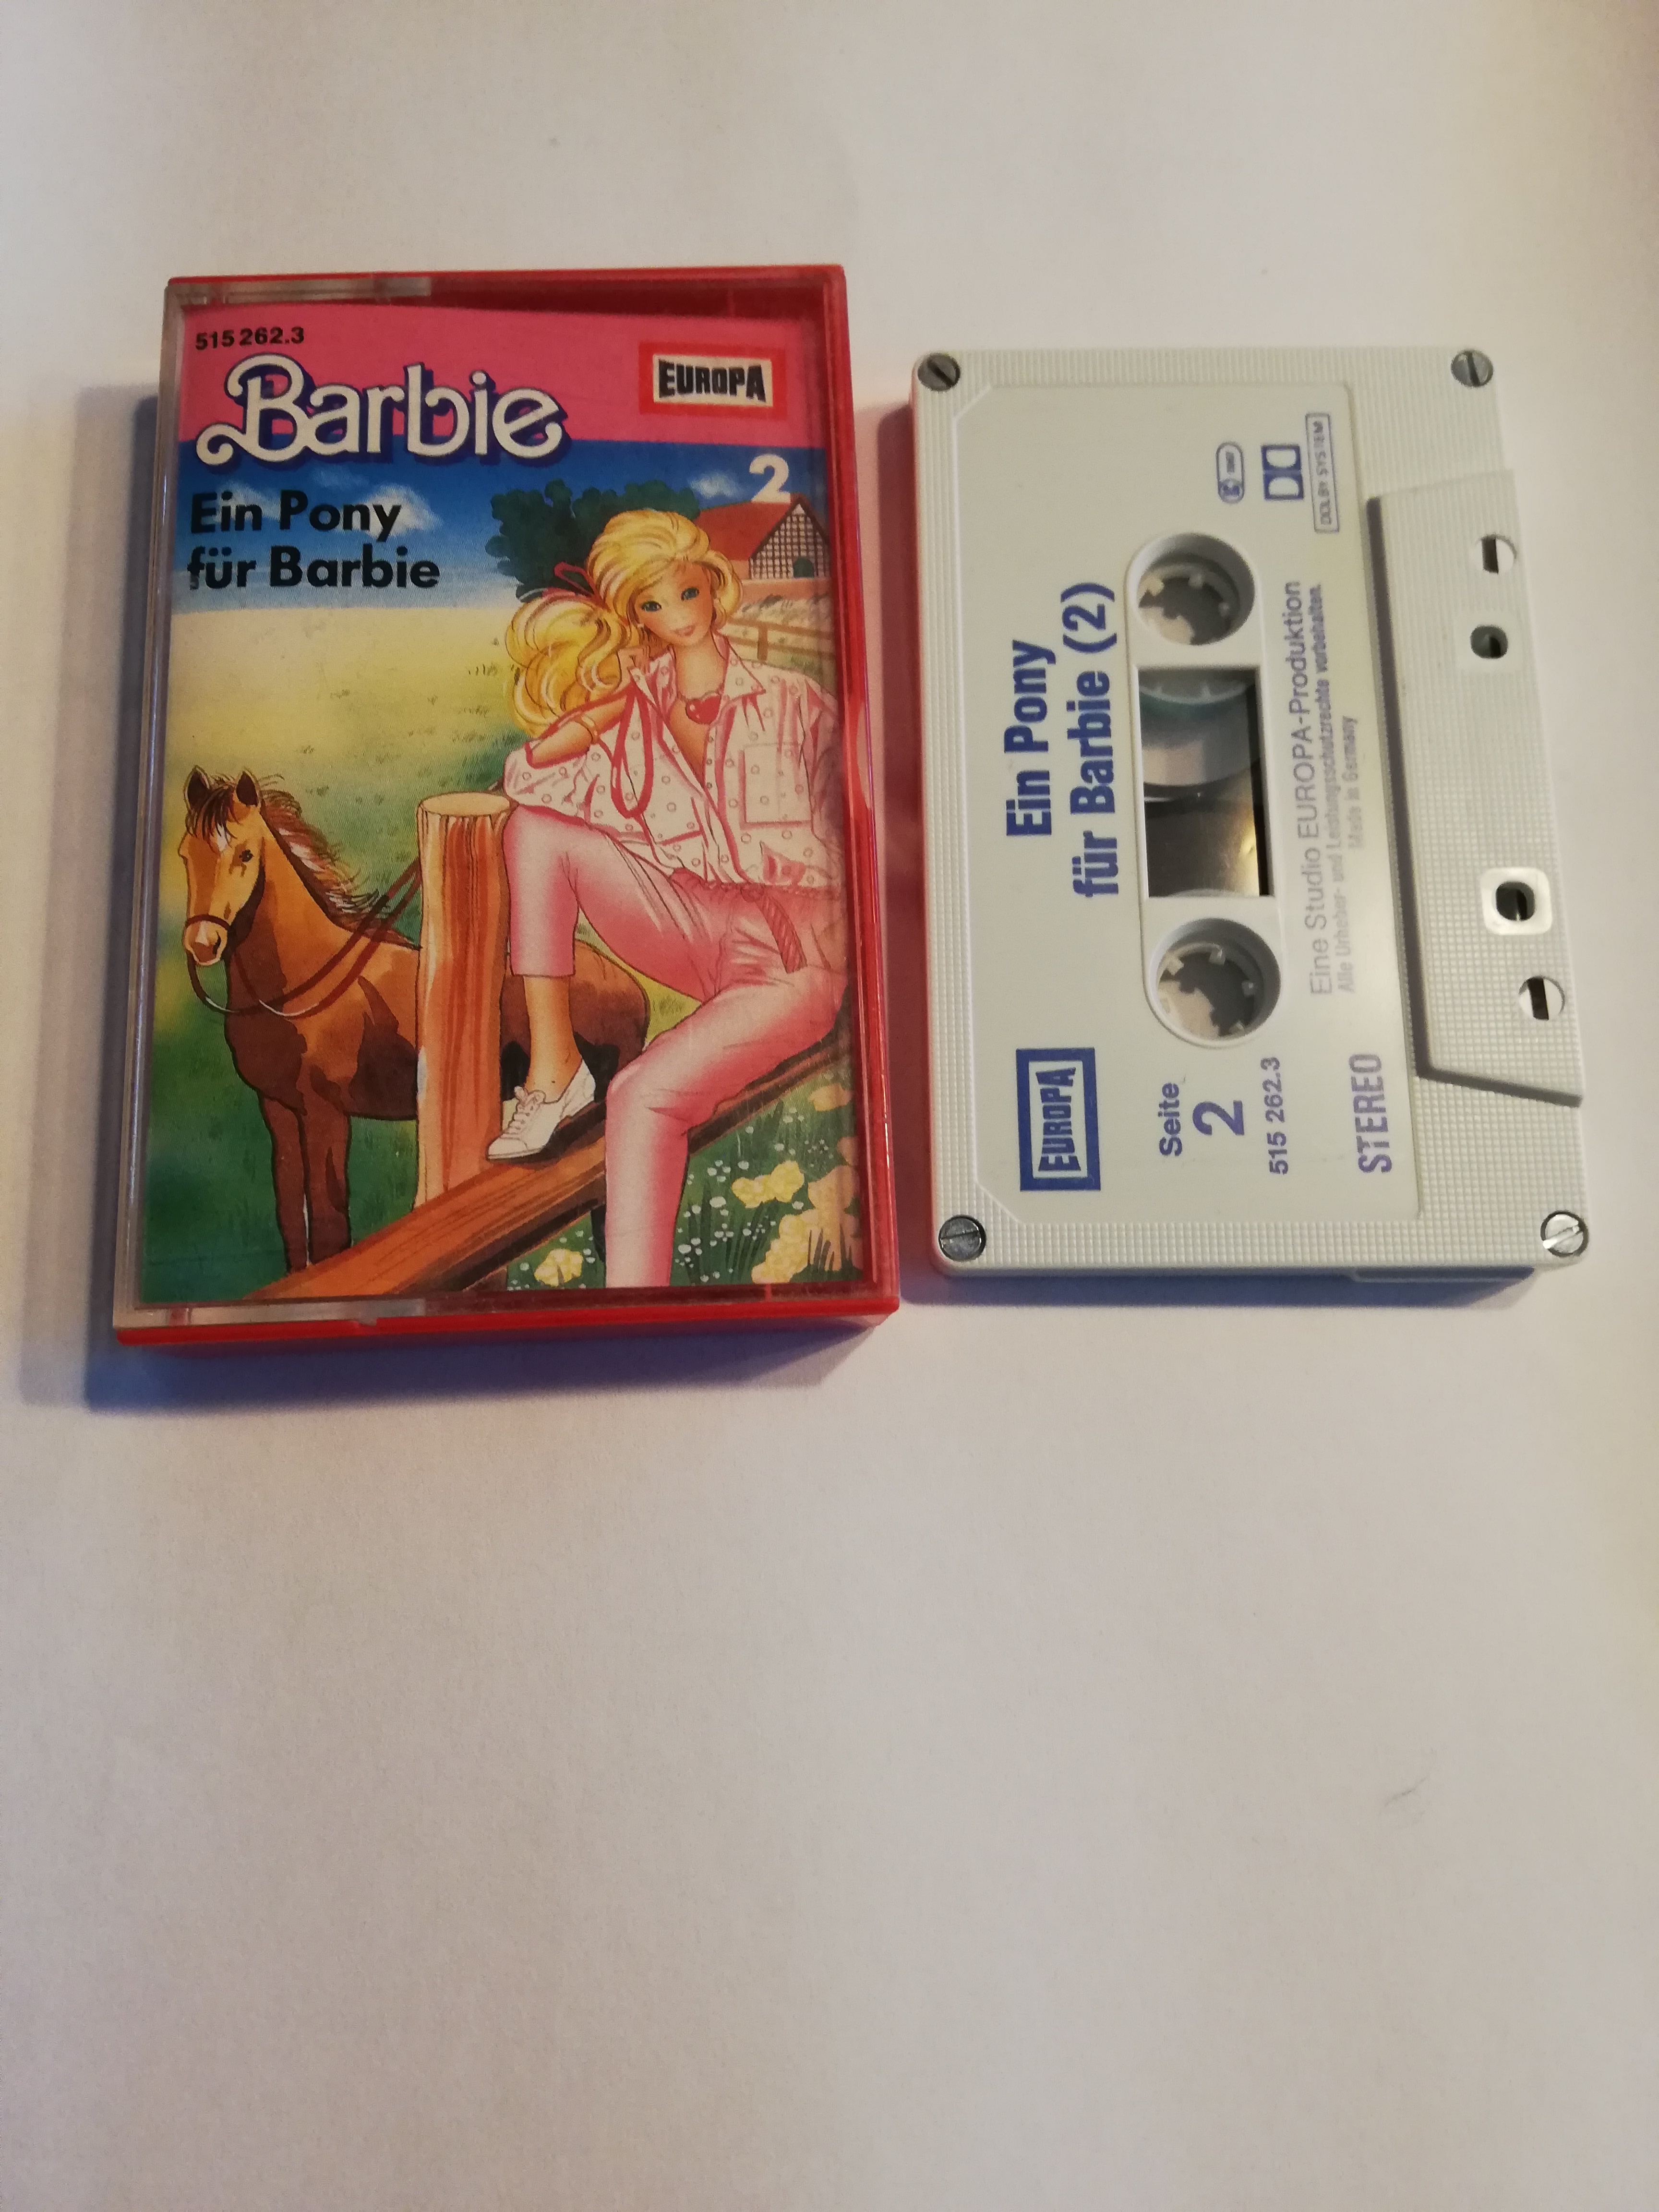 515 262.3
Barbie
EUROPA
2
Ein Pony
für Barbie
Ein Pony
für Barbie (2)
EUROPA
Seite
2
515 262.3
STEREO
DOLBY SYSTEM
Eine Studio EUROPA-Produktion
Alle Urheber- und Leistungsschutzrechte vorbehalten.
Made in Germany